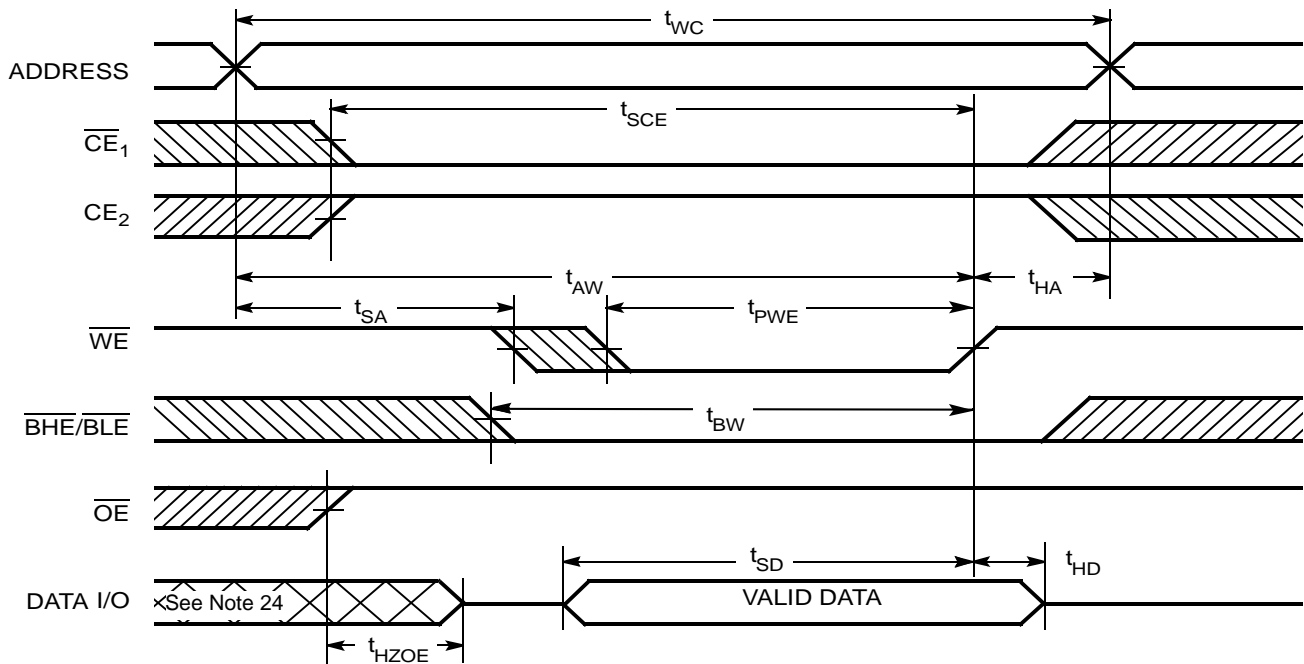 tWC
ADDRESS
tSCE
CE1
CE2
tAW
tHA
tSA
tPWE
WE
BHE/BLE
tBW
OE
tSD
tHD
DATA I/O
See Note 24
VALID DATA
tHZOE